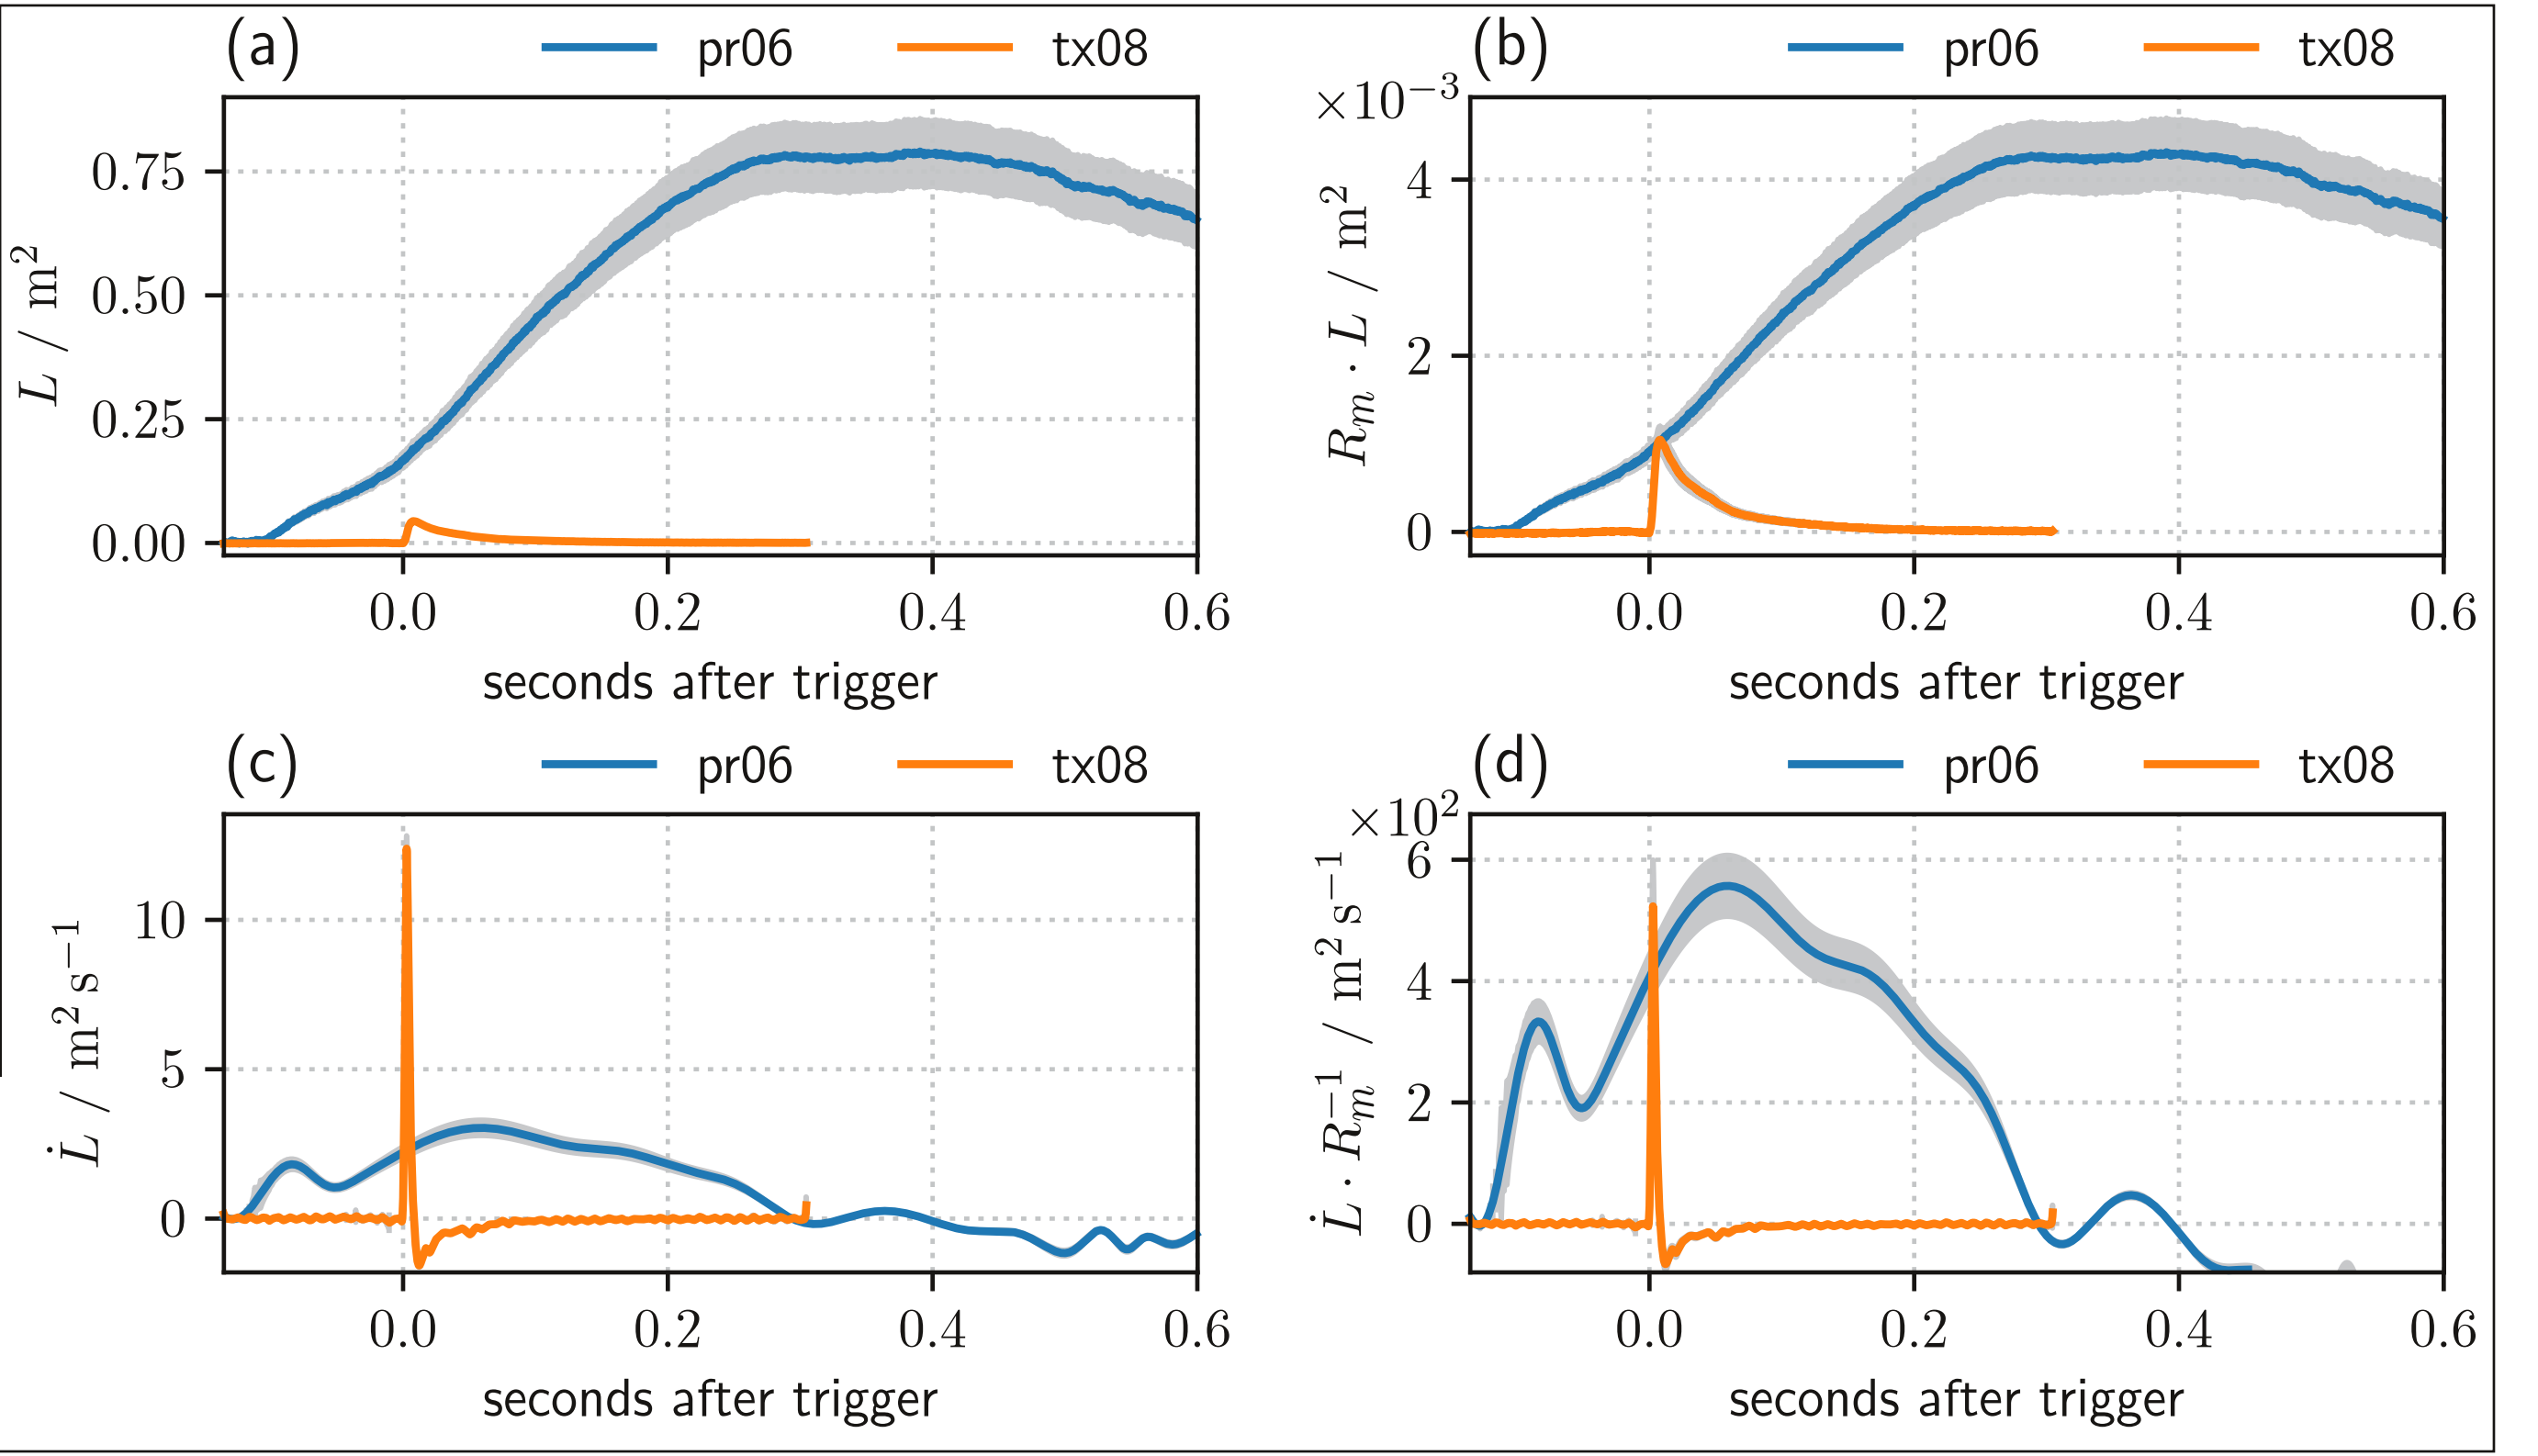 (a) pr06 tx08
0.75
0.50
0.25
0.00
L / m²
0.0 0.2 0.4 0.6
seconds after trigger
(b) pr06 tx08
×10⁻³
4
2
0
Rₘ · L / m²
0.0 0.2 0.4 0.6
seconds after trigger
(c) pr06 tx08
10
5
0
L̇ / m² s⁻¹
0.0 0.2 0.4 0.6
seconds after trigger
(d) pr06 tx08
×10²
6
4
2
0
L̇ · Rₘ⁻¹ / m² s⁻¹
0.0 0.2 0.4 0.6
seconds after trigger